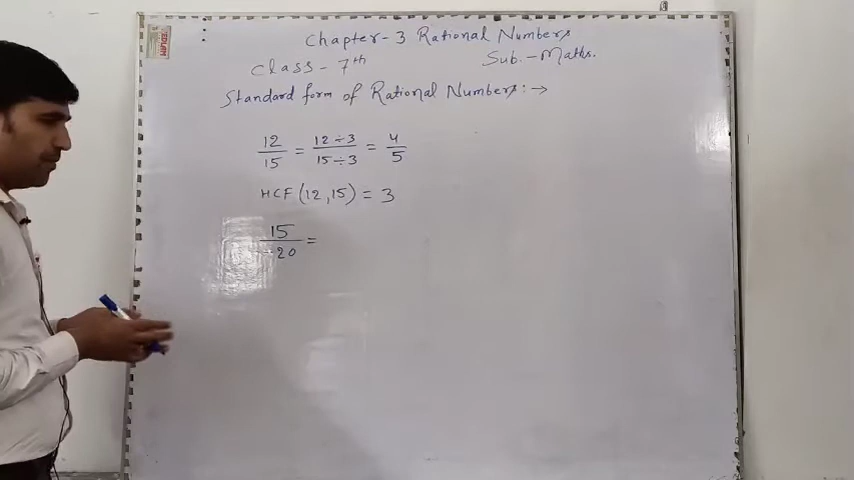 Chapter-3 Rational Numbers
Class-7th Sub.-Maths.
Standard form of Rational Numbers:→
12/15 = 12÷3/15÷3 = 4/5
HCF (12,15) = 3
15/-20 =